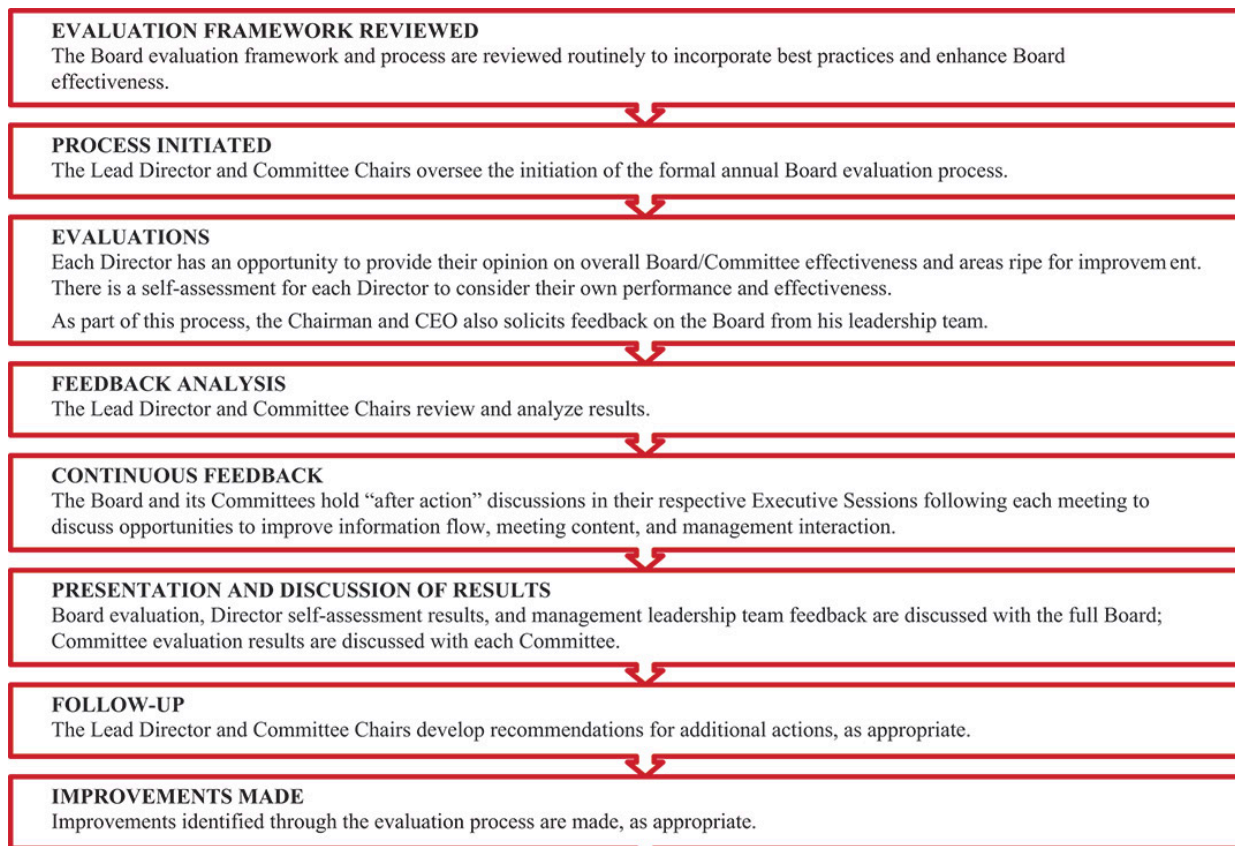 EVALUATION FRAMEWORK REVIEWED
The Board evaluation framework and process are reviewed routinely to incorporate best practices and enhance Board
effectiveness.
PROCESS INITIATED
The Lead Director and Committee Chairs oversee the initiation of the formal annual Board evaluation process.
EVALUATIONS
Each Director has an opportunity to provide their opinion on overall Board/Committee effectiveness and areas ripe for improvement.
There is a self-assessment for each Director to consider their own performance and effectiveness.
As part of this process, the Chairman and CEO also solicits feedback on the Board from his leadership team.
FEEDBACK ANALYSIS
The Lead Director and Committee Chairs review and analyze results.
CONTINUOUS FEEDBACK
The Board and its Committees hold “after action” discussions in their respective Executive Sessions following each meeting to
discuss opportunities to improve information flow, meeting content, and management interaction.
PRESENTATION AND DISCUSSION OF RESULTS
Board evaluation, Director self-assessment results, and management leadership team feedback are discussed with the full Board;
Committee evaluation results are discussed with each Committee.
FOLLOW-UP
The Lead Director and Committee Chairs develop recommendations for additional actions, as appropriate.
IMPROVEMENTS MADE
Improvements identified through the evaluation process are made, as appropriate.